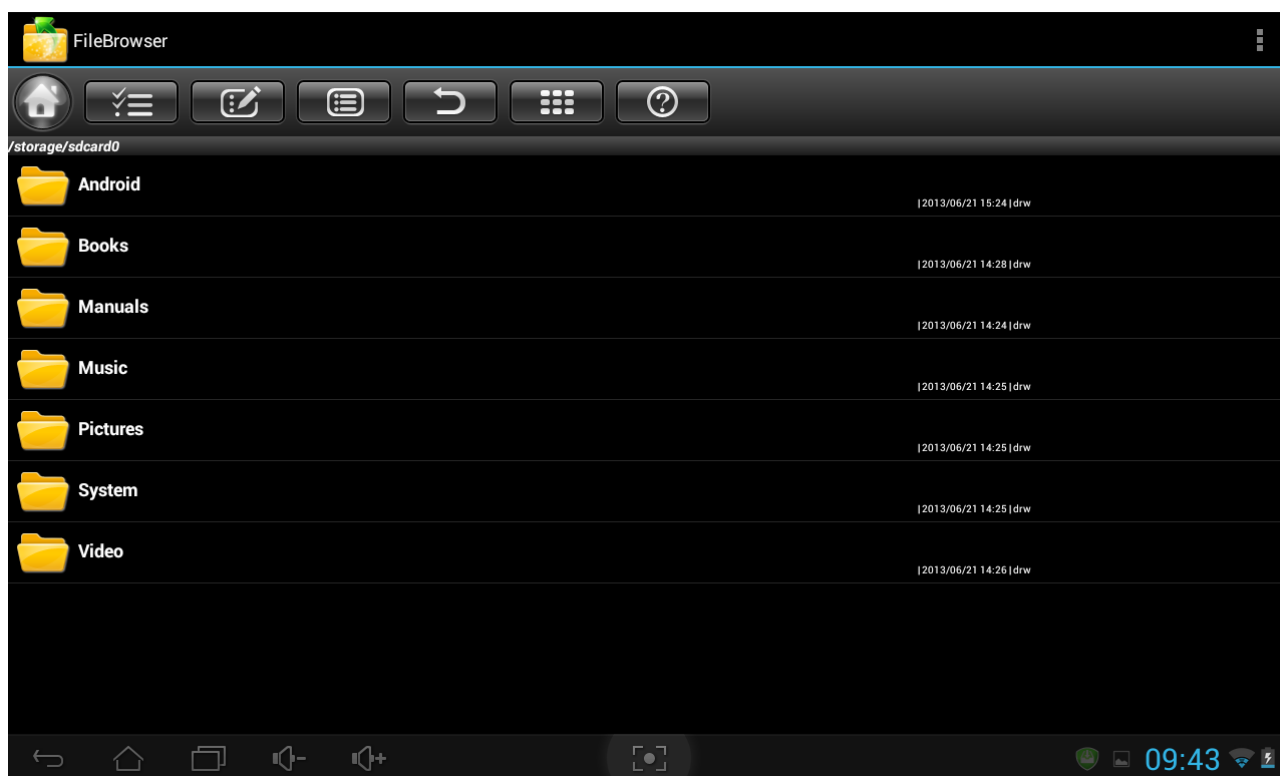 FileBrowser
/storage/sdcard0
Android
|2013/06/21 15:24|drw
Books
|2013/06/21 14:28|drw
Manuals
|2013/06/21 14:24|drw
Music
|2013/06/21 14:25|drw
Pictures
|2013/06/21 14:25|drw
System
|2013/06/21 14:25|drw
Video
|2013/06/21 14:26|drw
09:43